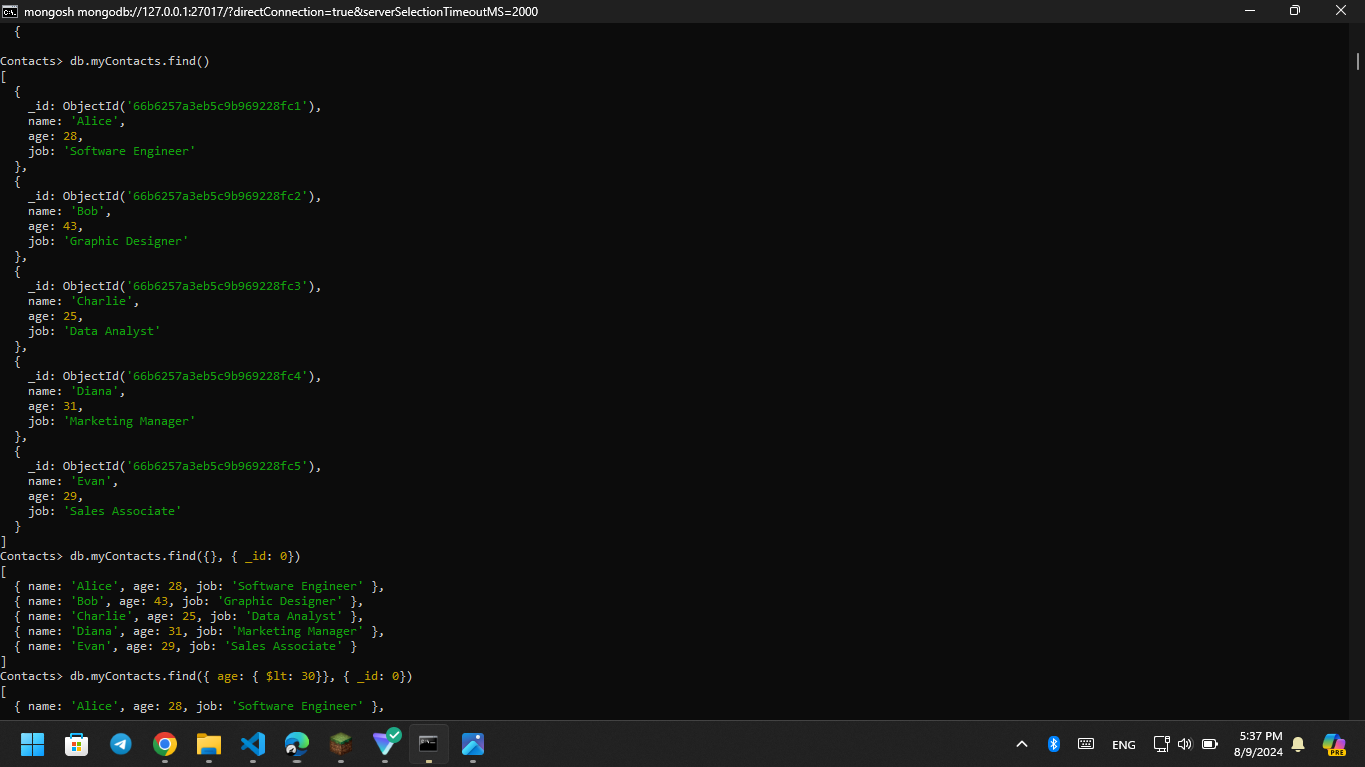 mongosh mongodb://127.0.0.1:27017/?directConnection=true&serverSelectionTimeoutMS=2000
{
Contacts> db.myContacts.find()
[
  {
    _id: ObjectId('66b6257a3eb5c9b969228fc1'),
    name: 'Alice',
    age: 28,
    job: 'Software Engineer'
  },
  {
    _id: ObjectId('66b6257a3eb5c9b969228fc2'),
    name: 'Bob',
    age: 43,
    job: 'Graphic Designer'
  },
  {
    _id: ObjectId('66b6257a3eb5c9b969228fc3'),
    name: 'Charlie',
    age: 25,
    job: 'Data Analyst'
  },
  {
    _id: ObjectId('66b6257a3eb5c9b969228fc4'),
    name: 'Diana',
    age: 31,
    job: 'Marketing Manager'
  },
  {
    _id: ObjectId('66b6257a3eb5c9b969228fc5'),
    name: 'Evan',
    age: 29,
    job: 'Sales Associate'
  }
]
Contacts> db.myContacts.find({}, { _id: 0})
[
  { name: 'Alice', age: 28, job: 'Software Engineer' },
  { name: 'Bob', age: 43, job: 'Graphic Designer' },
  { name: 'Charlie', age: 25, job: 'Data Analyst' },
  { name: 'Diana', age: 31, job: 'Marketing Manager' },
  { name: 'Evan', age: 29, job: 'Sales Associate' }
]
Contacts> db.myContacts.find({ age: { $lt: 30}}, { _id: 0})
[
  { name: 'Alice', age: 28, job: 'Software Engineer' },
ENG
5:37 PM
8/9/2024
PRE